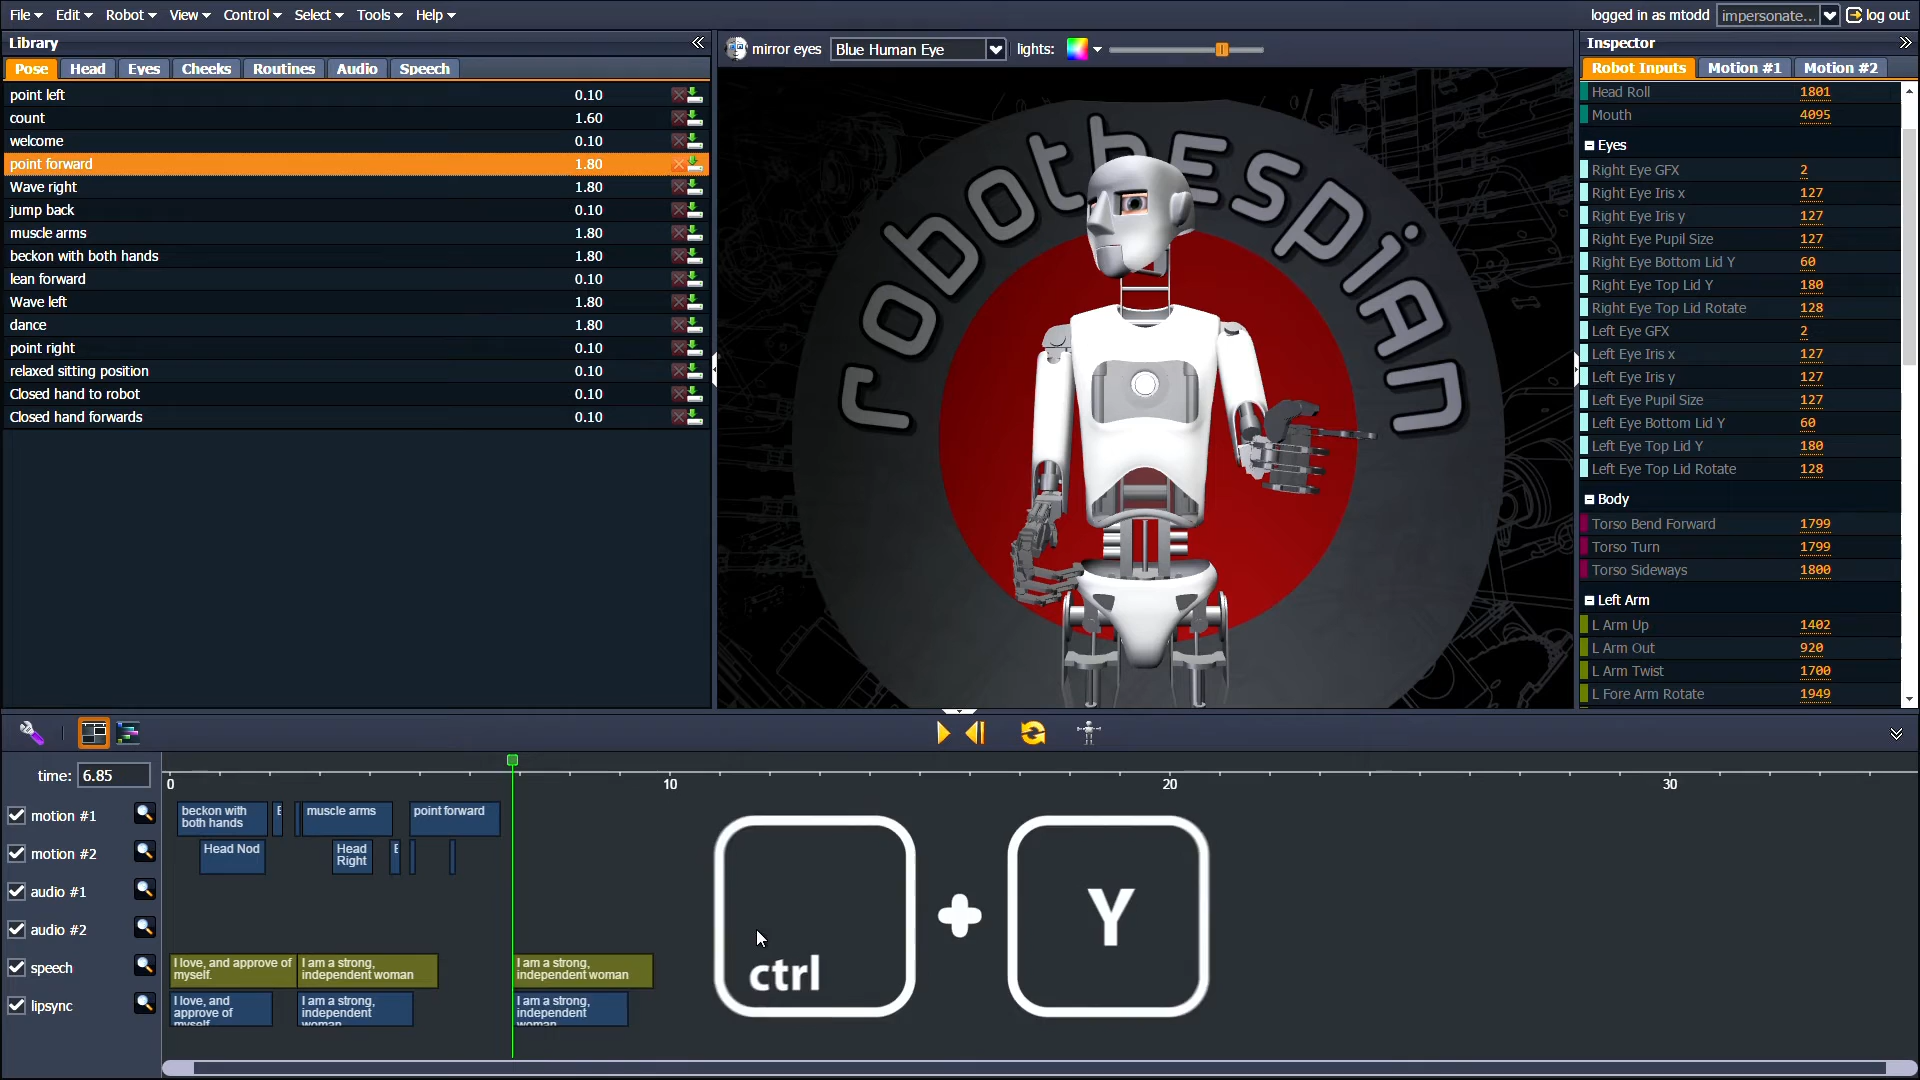 File Edit Robot View Control Select Tools Help
logged in as mtodd impersonate... log out
Library
Pose Head Eyes Cheeks Routines Audio Speech
point left 0.10
count 1.60
welcome 0.10
point forward 1.80
Wave right 1.80
jump back 0.10
muscle arms 1.80
beckon with both hands 1.80
lean forward 0.10
Wave left 1.80
dance 1.80
point right 0.10
relaxed sitting position 0.10
Closed hand to robot 0.10
Closed hand forwards 0.10
mirror eyes Blue Human Eye lights:
robothespian
Inspector
Robot Inputs Motion #1 Motion #2
Head Roll 1801
Mouth 4095
Eyes
Right Eye GFX 2
Right Eye Iris x 127
Right Eye Iris y 127
Right Eye Pupil Size 127
Right Eye Bottom Lid Y 60
Right Eye Top Lid Y 180
Right Eye Top Lid Rotate 128
Left Eye GFX 2
Left Eye Iris x 127
Left Eye Iris y 127
Left Eye Pupil Size 127
Left Eye Bottom Lid Y 60
Left Eye Top Lid Y 180
Left Eye Top Lid Rotate 128
Body
Torso Bend Forward 1799
Torso Turn 1799
Torso Sideways 1800
Left Arm
L Arm Up 1402
L Arm Out 920
L Arm Twist 1700
L Fore Arm Rotate 1949
time: 6.85
0 10 20 30
motion #1
beckon with
both hands
muscle arms
point forward
motion #2
Head Nod
Head
Right
audio #1
audio #2
speech
I love, and approve of
myself.
I am a strong,
independent woman
I am a strong,
independent woman
lipsync
I love, and
approve of
myself.
I am a strong,
independent
woman
I am a strong,
independent
woman
ctrl + Y